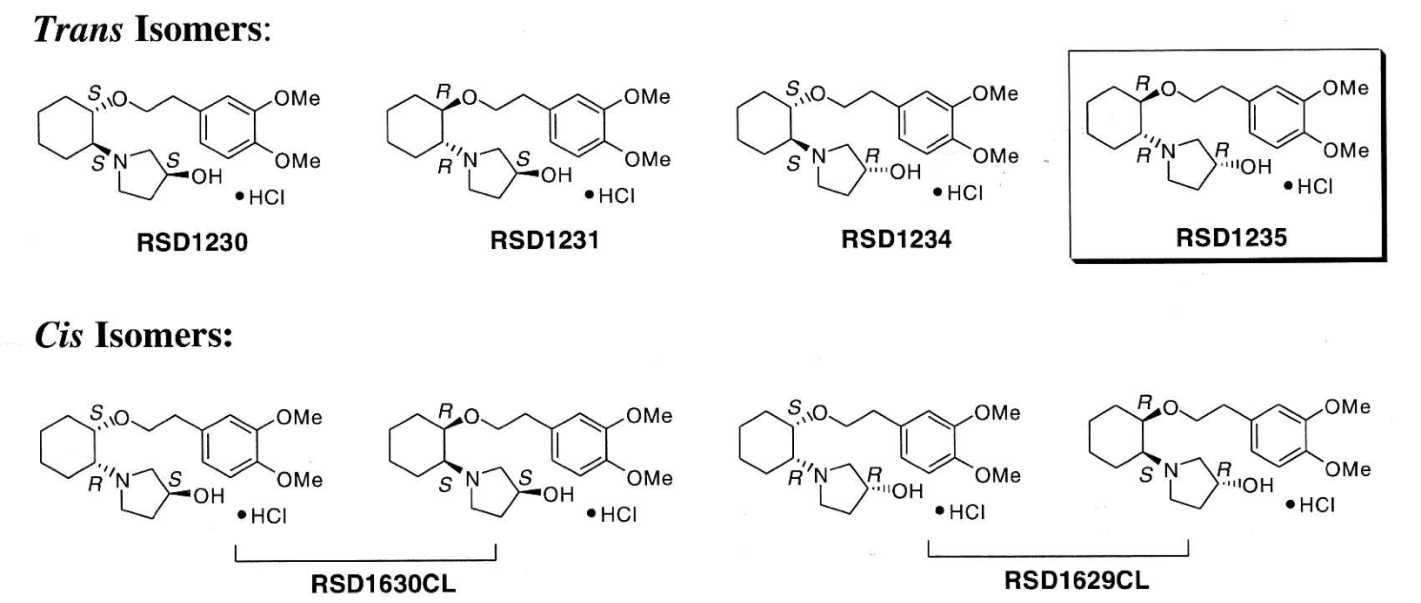 Trans Isomers:
S O OMe R O OMe S O OMe R O OMe
S N S OH OMe R N S OH OMe S N R OH OMe R N R OH OMe
•HCl •HCl •HCl •HCl
RSD1230 RSD1231 RSD1234 RSD1235
Cis Isomers:
S O OMe R O OMe S O OMe R O OMe
R N S OH OMe S N S OH OMe R N R OH OMe S N R OH OMe
•HCl •HCl •HCl •HCl
RSD1630CL RSD1629CL